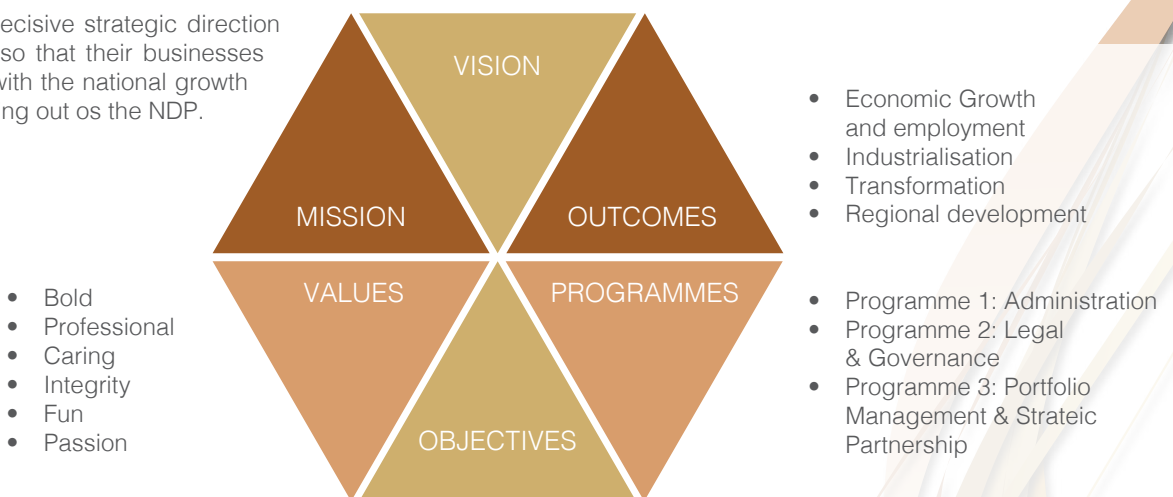 ecisive strategic direction
so that their businesses
with the national growth
ing out os the NDP.
VISION
MISSION
OUTCOMES
• Economic Growth
and employment
• Industrialisation
• Transformation
• Regional development
VALUES
PROGRAMMES
OBJECTIVES
• Bold
• Professional
• Caring
• Integrity
• Fun
• Passion
• Programme 1: Administration
• Programme 2: Legal
& Governance
• Programme 3: Portfolio
Management & Strateic
Partnership